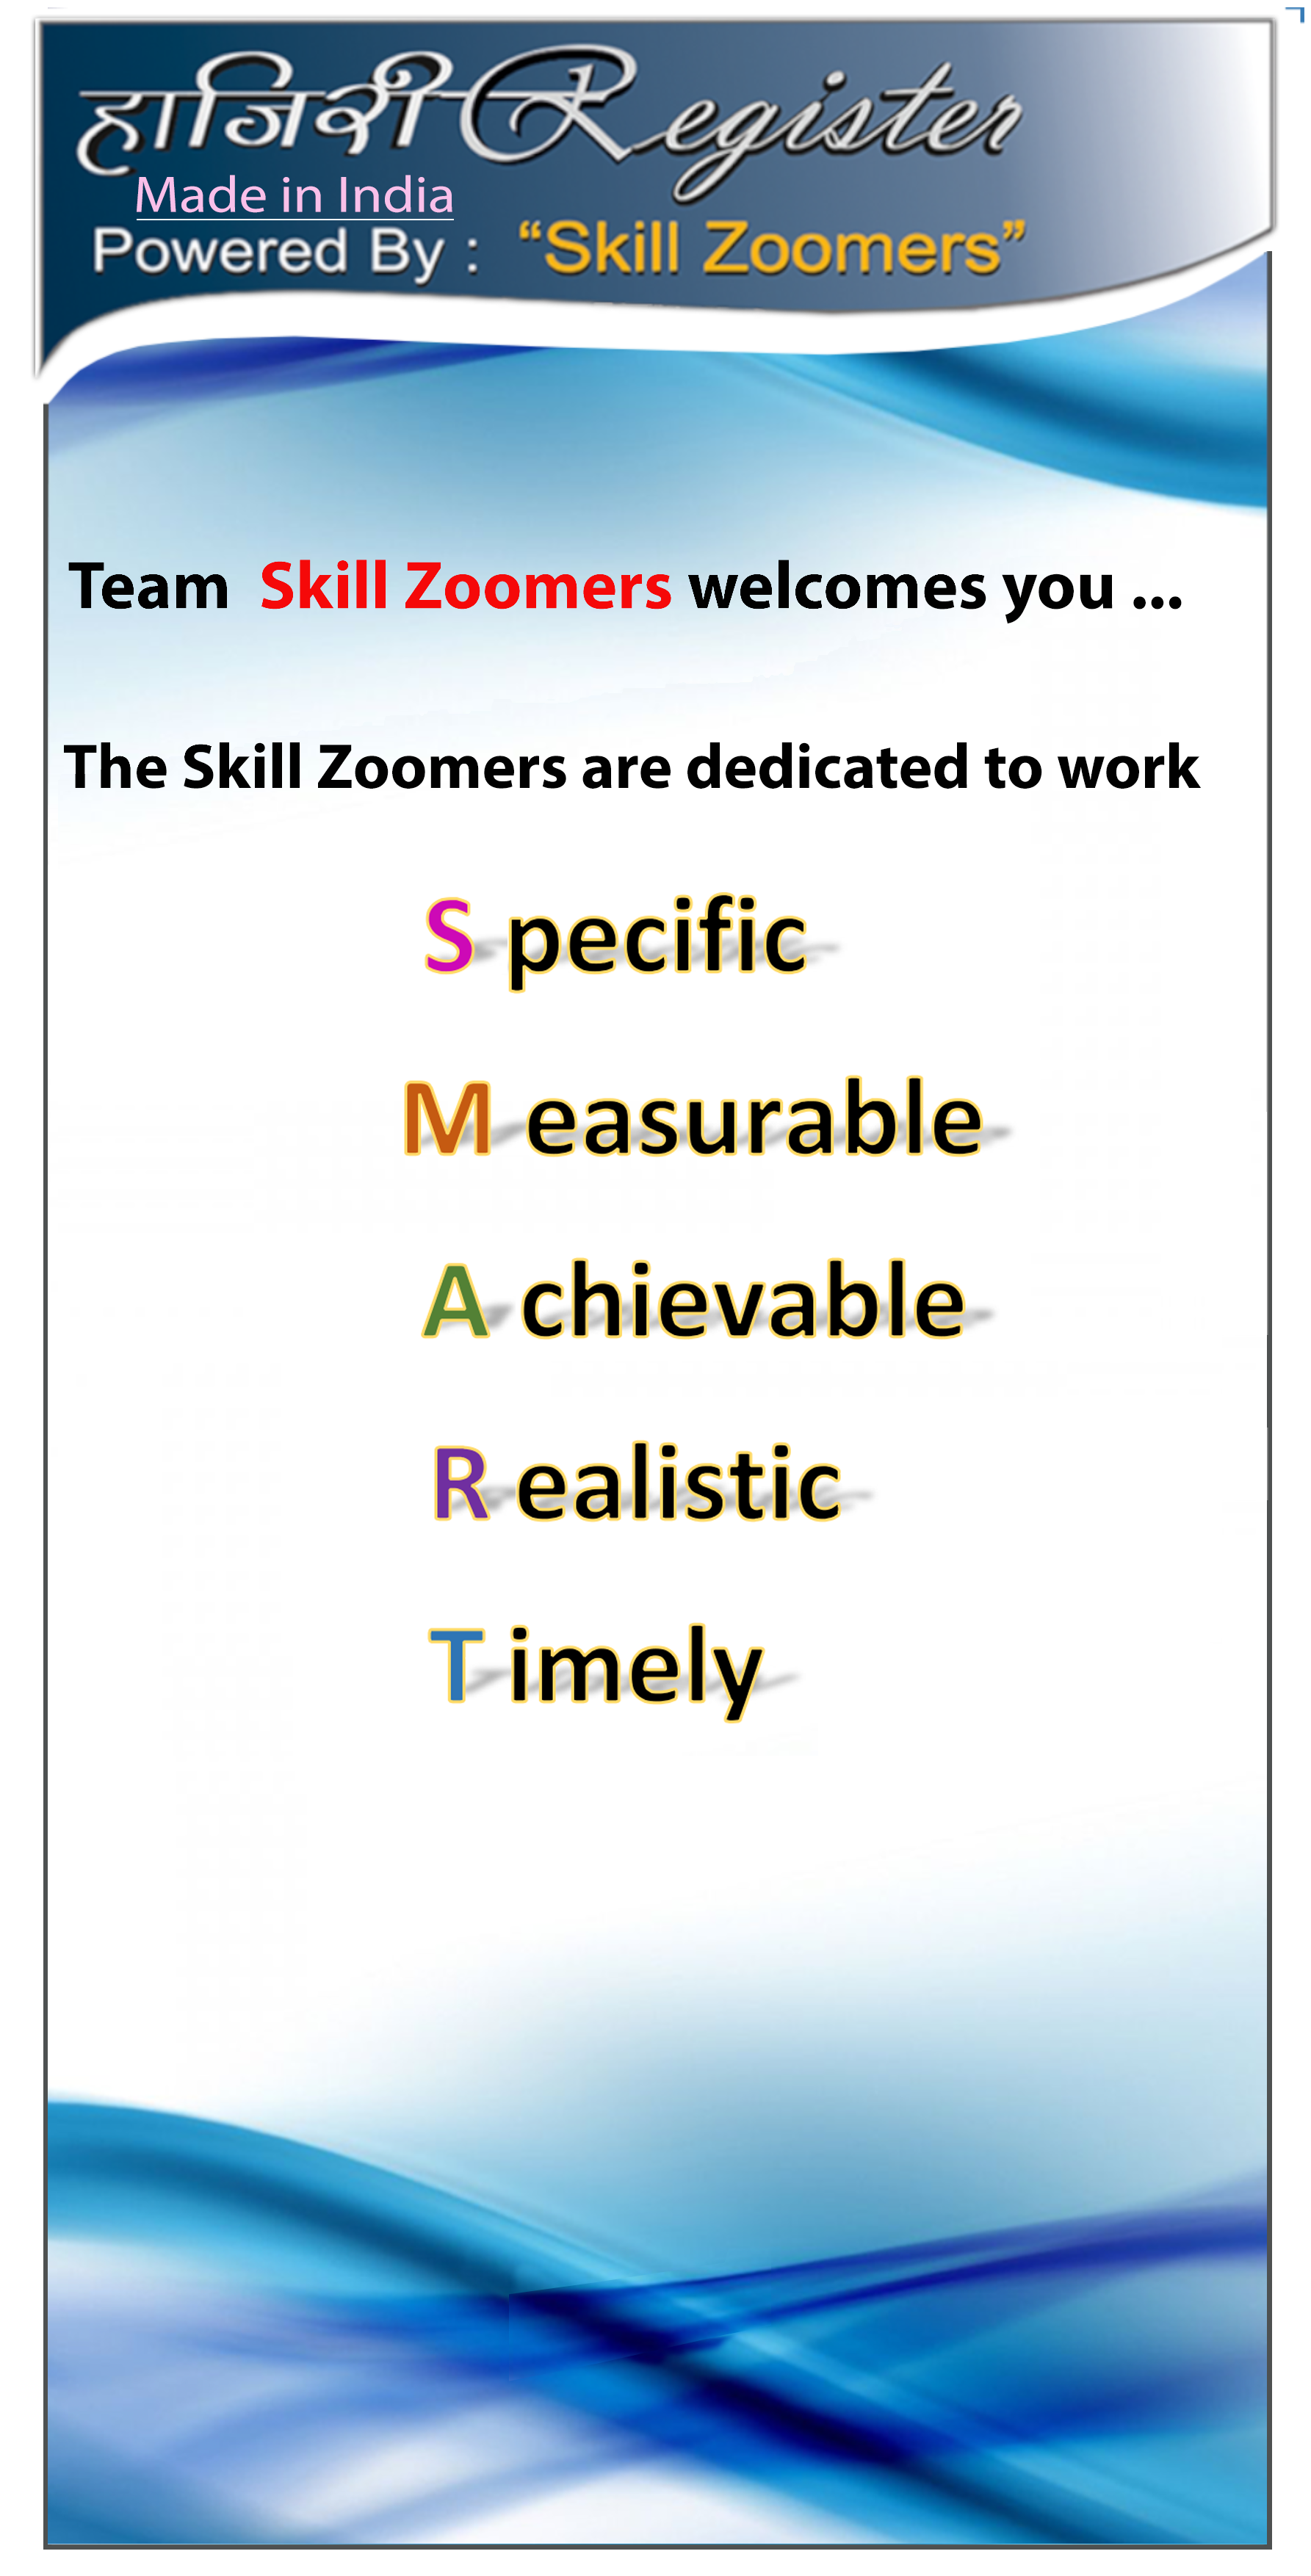 हाजिरी Register
Made in India
Powered By : “Skill Zoomers”
Team Skill Zoomers welcomes you ...
The Skill Zoomers are dedicated to work
S pecific
M easurable
A chievable
R ealistic
T imely